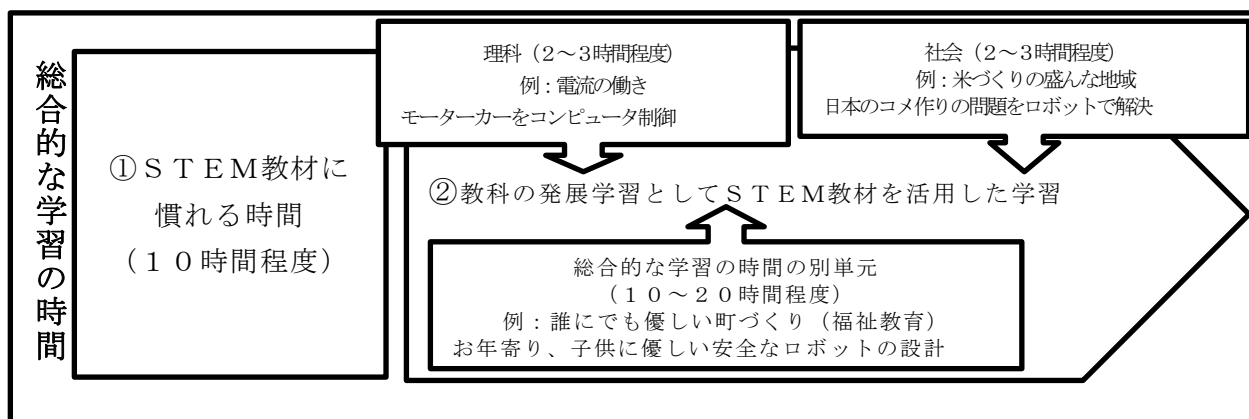 総合的な学習の時間
①ＳＴＥＭ教材に
慣れる時間
（１０時間程度）
理科（２～３時間程度）
例：電流の働き
モーターカーをコンピュータ制御
社会（２～３時間程度）
例：米づくりの盛んな地域
日本のコメ作りの問題をロボットで解決
②教科の発展学習としてＳＴＥＭ教材を活用した学習
総合的な学習の時間の別単元
（１０～２０時間程度）
例：誰にでも優しい町づくり（福祉教育）
お年寄り、子供に優しい安全なロボットの設計